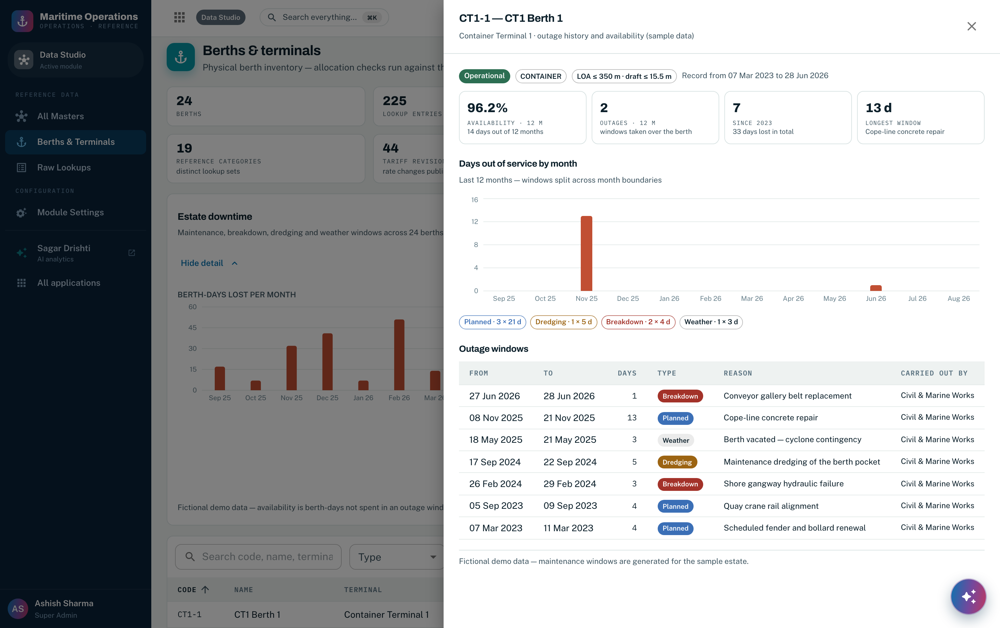 Maritime Operations
OPERATIONS · REFERENCE
Data Studio
Active module
REFERENCE DATA
All Masters
Berths & Terminals
Raw Lookups
CONFIGURATION
Module Settings
Sagar Drishti
AI analytics
All applications
AS
Ashish Sharma
Super Admin
Data Studio
Search everything...
⌘K
Berths & terminals
Physical berth inventory — allocation checks run against th
24
BERTHS
225
LOOKUP ENTRIES
19
REFERENCE CATEGORIES
distinct lookup sets
44
TARIFF REVISION
rate changes publi
Estate downtime
Maintenance, breakdown, dredging and weather windows across 24 berths
Hide detail
BERTH-DAYS LOST PER MONTH
60
45
30
15
0
Sep 25 Oct 25 Nov 25 Dec 25 Jan 26 Feb 26 Mar 26
Fictional demo data — availability is berth-days not spent in an outage wind
Search code, name, termina
Type
CODE NAME TERMINAL
CT1-1 CT1 Berth 1 Container Terminal 1
CT1-1 — CT1 Berth 1
Container Terminal 1 · outage history and availability (sample data)
Operational CONTAINER LOA ≤ 350 m · draft ≤ 15.5 m Record from 07 Mar 2023 to 28 Jun 2026
96.2%
AVAILABILITY · 12 M
14 days out of 12 months
2
OUTAGES · 12 M
windows taken over the berth
7
SINCE 2023
33 days lost in total
13 d
LONGEST WINDOW
Cope-line concrete repair
Days out of service by month
Last 12 months — windows split across month boundaries
16
12
8
4
0
Sep 25 Oct 25 Nov 25 Dec 25 Jan 26 Feb 26 Mar 26 Apr 26 May 26 Jun 26 Jul 26 Aug 26
Planned · 3 × 21 d Dredging · 1 × 5 d Breakdown · 2 × 4 d Weather · 1 × 3 d
Outage windows
FROM TO DAYS TYPE REASON CARRIED OUT BY
27 Jun 2026 28 Jun 2026 1 Breakdown Conveyor gallery belt replacement Civil & Marine Works
08 Nov 2025 21 Nov 2025 13 Planned Cope-line concrete repair Civil & Marine Works
18 May 2025 21 May 2025 3 Weather Berth vacated — cyclone contingency Civil & Marine Works
17 Sep 2024 22 Sep 2024 5 Dredging Maintenance dredging of the berth pocket Civil & Marine Works
26 Feb 2024 29 Feb 2024 3 Breakdown Shore gangway hydraulic failure Civil & Marine Works
05 Sep 2023 09 Sep 2023 4 Planned Quay crane rail alignment Civil & Marine Works
07 Mar 2023 11 Mar 2023 4 Planned Scheduled fender and bollard renewal Civil & Marine Works
Fictional demo data — maintenance windows are generated for the sample estate.